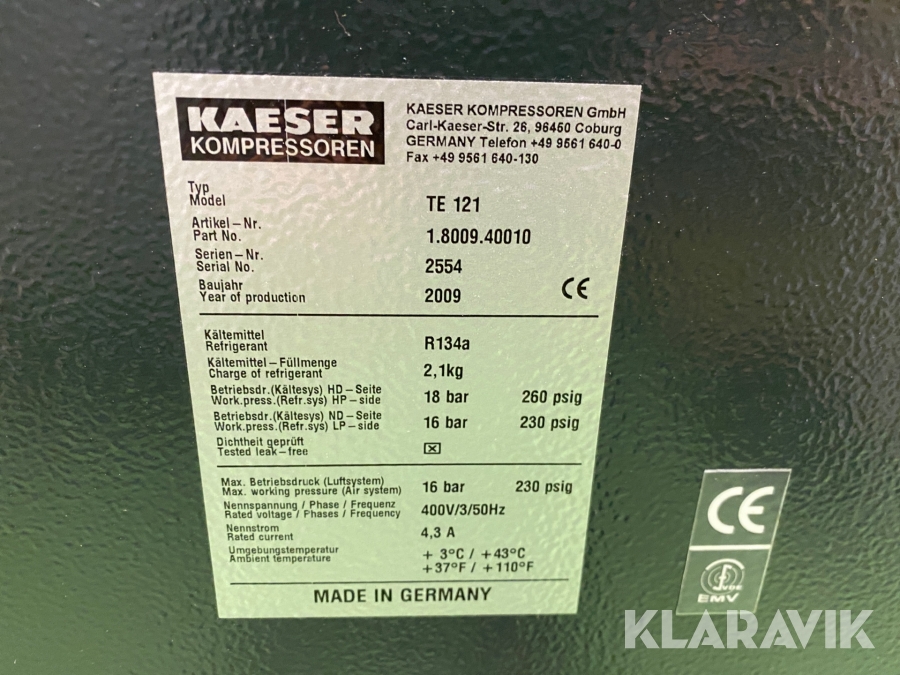 KAESER
KOMPRESSOREN
KAESER KOMPRESSOREN GmbH
Carl-Kaeser-Str. 26, 96450 Coburg
GERMANY Telefon +49 9561 640-0
Fax +49 9561 640-130
Typ
Model TE 121
Artikel-Nr.
Part No. 1.8009.40010
Serien-Nr.
Serial No. 2554
Baujahr
Year of production 2009 CE
Kältemittel
Refrigerant R134a
Kältemittel-Füllmenge
Charge of refrigerant 2,1kg
Betriebsdr.(Kältesys) HD-Seite
Work.press.(Refr.sys) HP-side 18 bar 260 psig
Betriebsdr.(Kältesys) ND-Seite
Work.press.(Refr.sys) LP-side 16 bar 230 psig
Dichtheit geprüft
Tested leak-free ☒
Max. Betriebsdruck (Luftsystem)
Max. working pressure (Air system) 16 bar 230 psig
Nennspannung / Phase / Frequenz
Rated voltage / Phases / Frequency 400V/3/50Hz
Nennstrom
Rated current 4,3 A
Umgebungstemperatur
Ambient temperature + 3°C / +43°C
+37°F / +110°F
MADE IN GERMANY
CE
VDE
EMV
KLARAVIK